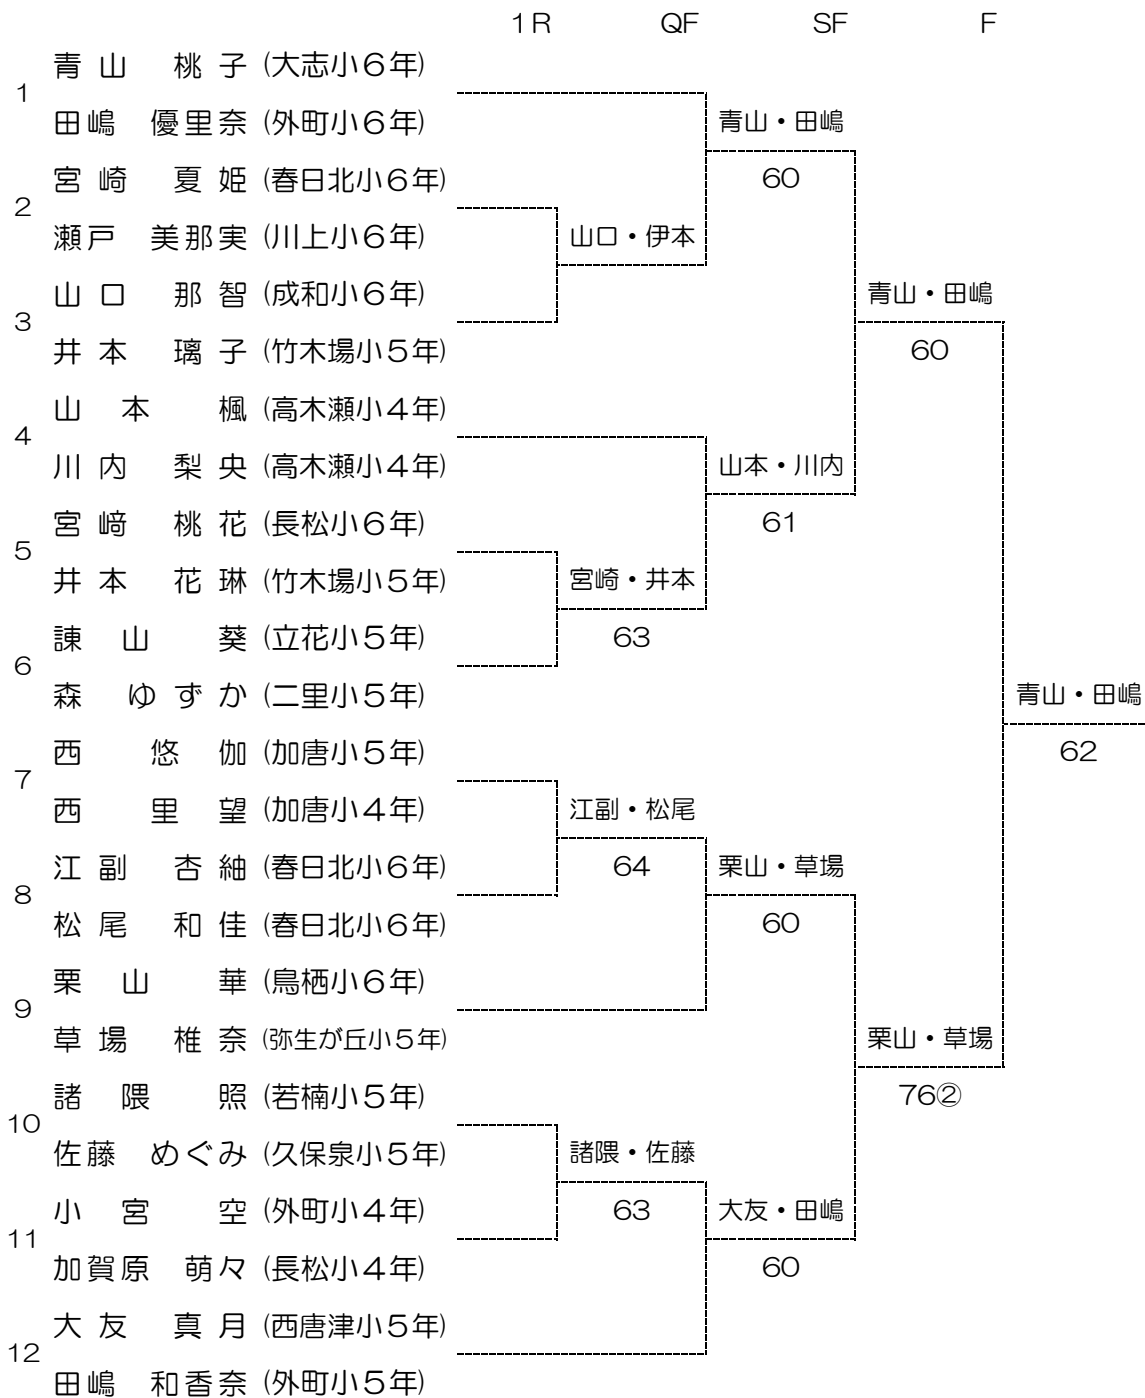 1R QF SF F
青山 桃子 (大志小6年)
1
田嶋 優里奈 (外町小6年) 青山・田嶋
宮崎 夏姫 (春日北小6年) 60
2
瀬戸 美那実 (川上小6年) 山口・伊本
山口 那智 (成和小6年) 青山・田嶋
3
井本 璃子 (竹木場小5年) 60
山本 楓 (高木瀬小4年)
4
川内 梨央 (高木瀬小4年) 山本・川内
宮﨑 桃花 (長松小6年) 61
5
井本 花琳 (竹木場小5年) 宮崎・井本
諌山 葵 (立花小5年) 63
6
森 ゆずか (二里小5年) 青山・田嶋
西 悠伽 (加唐小5年) 62
7
西 里望 (加唐小4年) 江副・松尾
江副 杏紬 (春日北小6年) 64 栗山・草場
8
松尾 和佳 (春日北小6年) 60
栗山 華 (鳥栖小6年)
9
草場 椎奈 (弥生が丘小5年) 栗山・草場
諸隈 照 (若楠小5年) 76②
10
佐藤 めぐみ (久保泉小5年) 諸隈・佐藤
小宮 空 (外町小4年) 63 大友・田嶋
11
加賀原 萌々 (長松小4年) 60
大友 真月 (西唐津小5年)
12
田嶋 和香奈 (外町小5年)